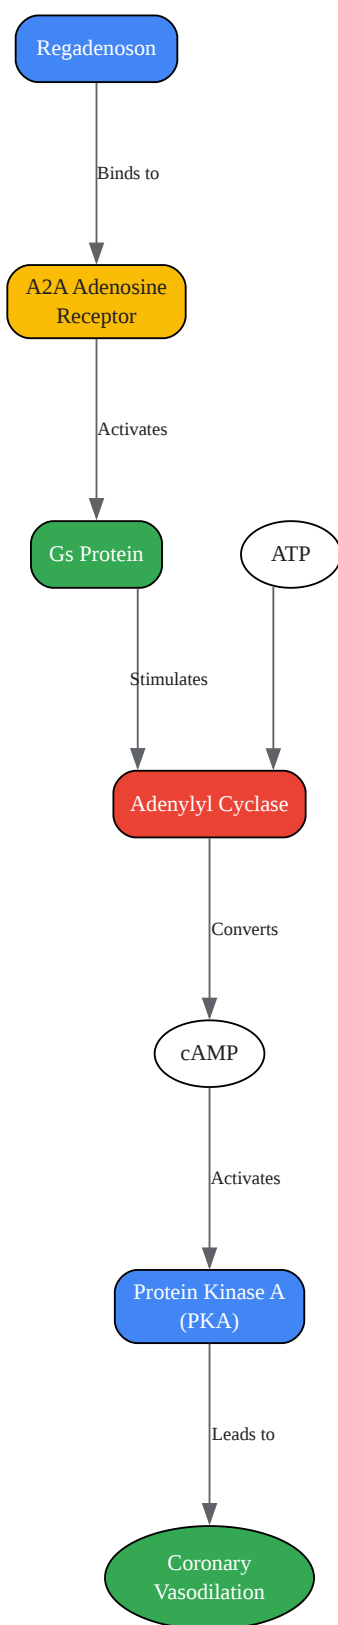 Regadenoson
Binds to
A2A Adenosine
Receptor
Activates
Gs Protein
ATP
Stimulates
Adenylyl Cyclase
Converts
cAMP
Activates
Protein Kinase A
(PKA)
Leads to
Coronary
Vasodilation